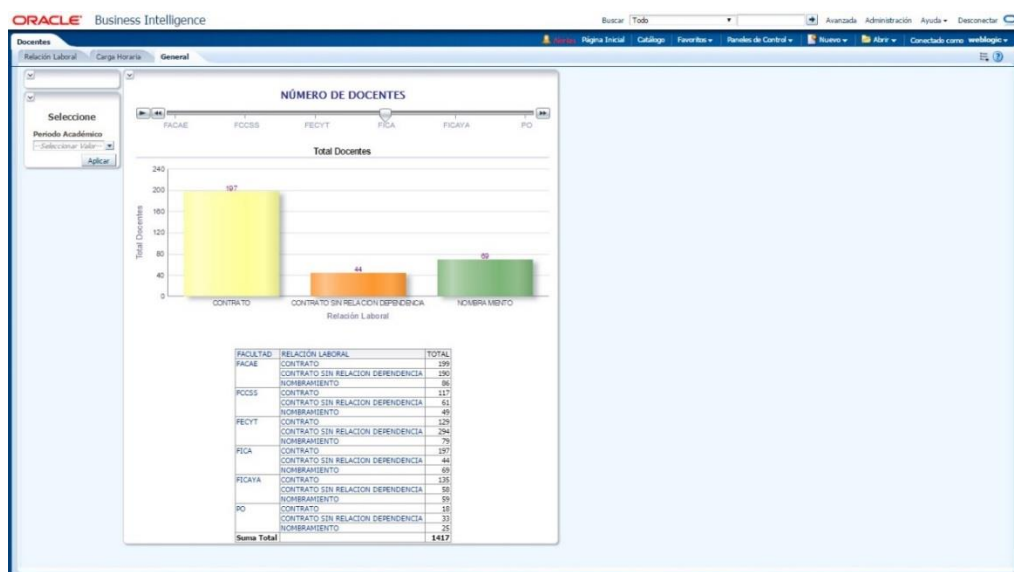 ORACLE Business Intelligence
Buscar Todo Avanzada Administración Ayuda Desconectar
Docentes
Página Inicial Catálogo Favoritos Paneles de Control Nuevo Abrir Conectado como weblogic
Relación Laboral Carga Horaria General
Seleccione
Periodo Académico
--Seleccionar Valor--
Aplicar
NÚMERO DE DOCENTES
FACAE FCCSS FECYT FICA FICAYA PO
Total Docentes
240
200
160
120
80
40
0
Total Docentes
197
44
69
CONTRATO CONTRATO SIN RELACION DEPENDENCIA NOMBRAMIENTO
Relación Laboral
FACULTAD RELACIÓN LABORAL TOTAL
FACAE CONTRATO 199
CONTRATO SIN RELACION DEPENDENCIA 190
NOMBRAMIENTO 86
FCCSS CONTRATO 117
CONTRATO SIN RELACION DEPENDENCIA 61
NOMBRAMIENTO 49
FECYT CONTRATO 129
CONTRATO SIN RELACION DEPENDENCIA 294
NOMBRAMIENTO 79
FICA CONTRATO 197
CONTRATO SIN RELACION DEPENDENCIA 44
NOMBRAMIENTO 69
FICAYA CONTRATO 135
CONTRATO SIN RELACION DEPENDENCIA 58
NOMBRAMIENTO 59
PO CONTRATO 18
CONTRATO SIN RELACION DEPENDENCIA 33
NOMBRAMIENTO 25
Suma Total 1417